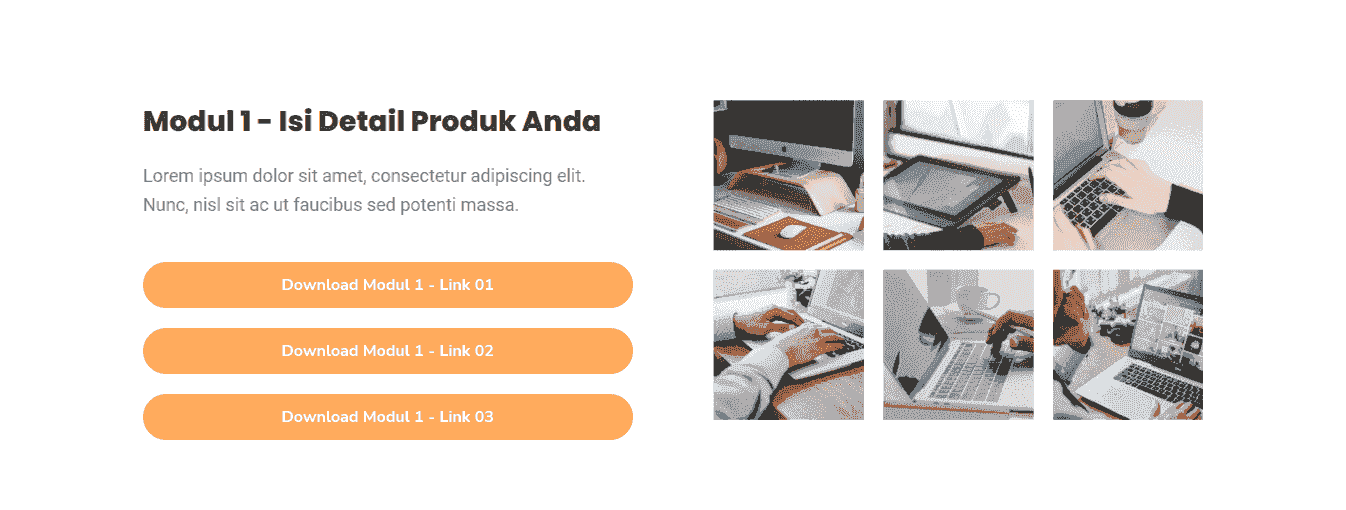 Modul 1 - Isi Detail Produk Anda
Lorem ipsum dolor sit amet, consectetur adipiscing elit.
Nunc, nisl sit ac ut faucibus sed potenti massa.
Download Modul 1 - Link 01
Download Modul 1 - Link 02
Download Modul 1 - Link 03